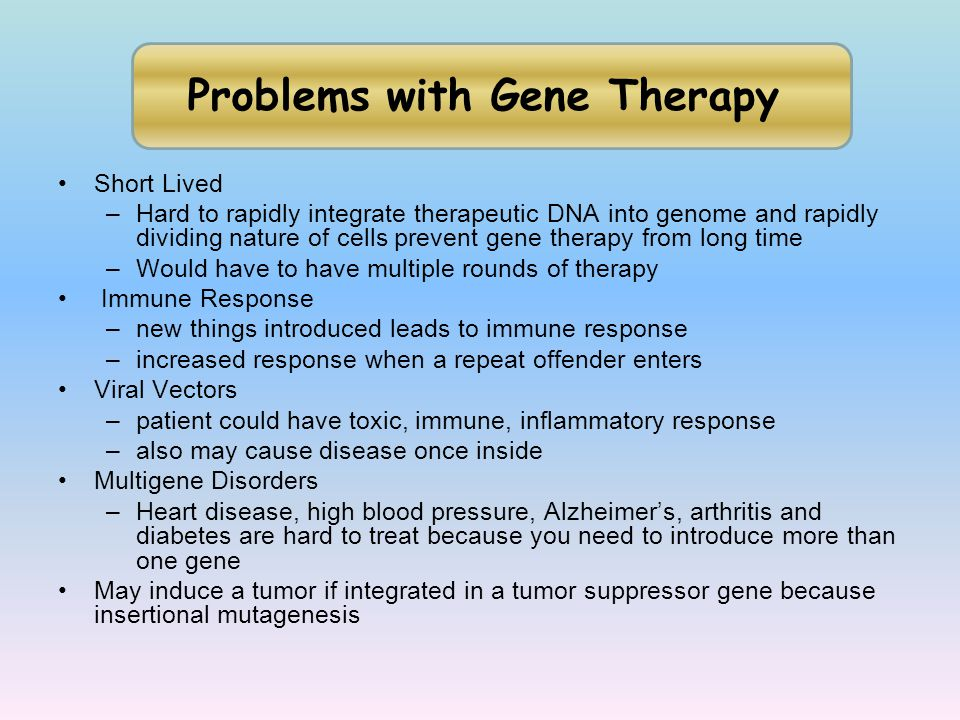 Problems with Gene Therapy
• Short Lived
– Hard to rapidly integrate therapeutic DNA into genome and rapidly
dividing nature of cells prevent gene therapy from long time
– Would have to have multiple rounds of therapy
• Immune Response
– new things introduced leads to immune response
– increased response when a repeat offender enters
• Viral Vectors
– patient could have toxic, immune, inflammatory response
– also may cause disease once inside
• Multigene Disorders
– Heart disease, high blood pressure, Alzheimer’s, arthritis and
diabetes are hard to treat because you need to introduce more than
one gene
• May induce a tumor if integrated in a tumor suppressor gene because
insertional mutagenesis